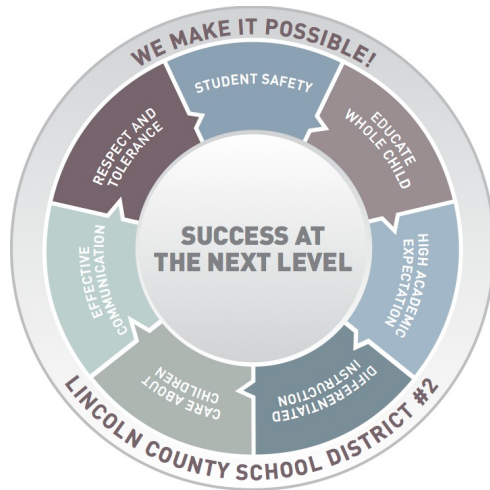 WE MAKE IT POSSIBLE!
STUDENT SAFETY
EDUCATE
WHOLE CHILD
HIGH ACADEMIC
EXPECTATION
DIFFERENTIATED
INSTRUCTION
CARE ABOUT
CHILDREN
EFFECTIVE
COMMUNICATION
RESPECT AND
TOLERANCE
SUCCESS AT
THE NEXT LEVEL
LINCOLN COUNTY SCHOOL DISTRICT #2